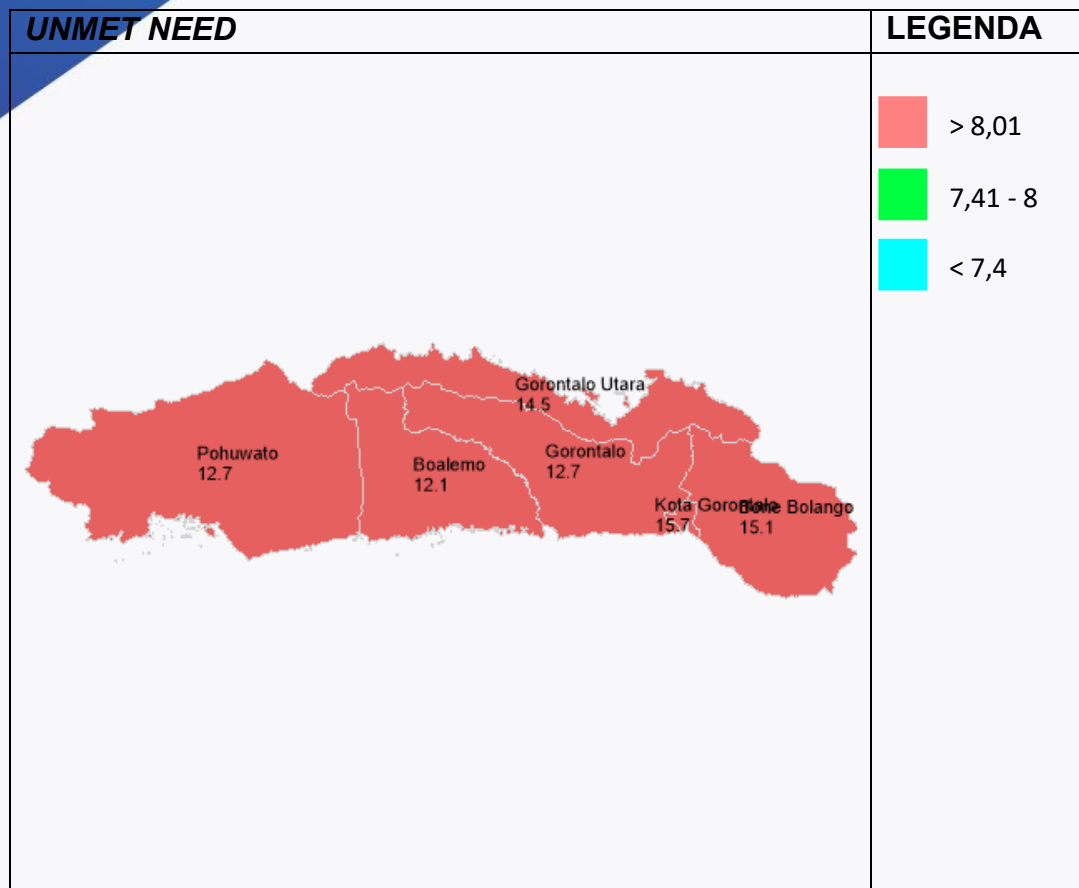 UNMET NEED
LEGENDA
> 8,01
7,41 - 8
< 7,4
Gorontalo Utara
14.5
Pohuwato
12.7
Boalemo
12.1
Gorontalo
12.7
Kota Gorontalo
15.7
Bone Bolango
15.1